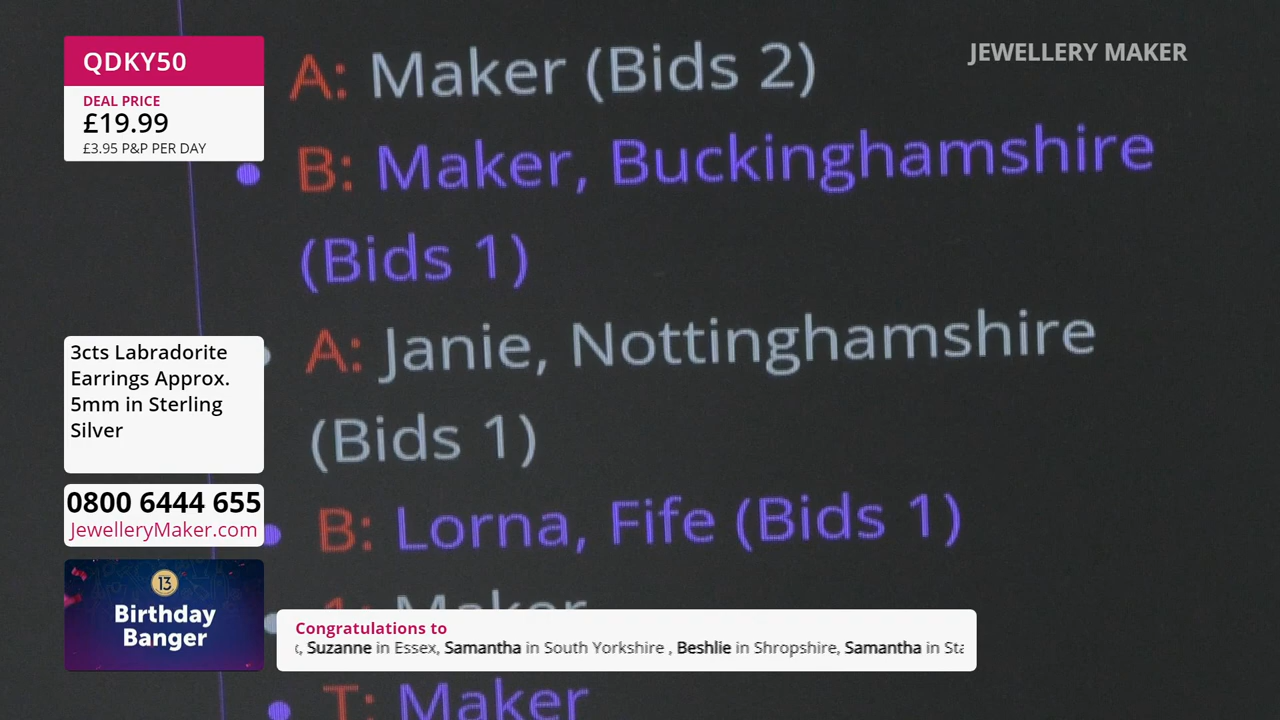 QDKY50
DEAL PRICE
£19.99
£3.95 P&P PER DAY
JEWELLERY MAKER
A: Maker (Bids 2)
B: Maker, Buckinghamshire
(Bids 1)
A: Janie, Nottinghamshire
(Bids 1)
B: Lorna, Fife (Bids 1)
Maker
T: Maker
3cts Labradorite
Earrings Approx.
5mm in Sterling
Silver
0800 6444 655
JewelleryMaker.com
13
Birthday
Banger
Congratulations to
, Suzanne in Essex, Samantha in South Yorkshire , Beshlie in Shropshire, Samantha in